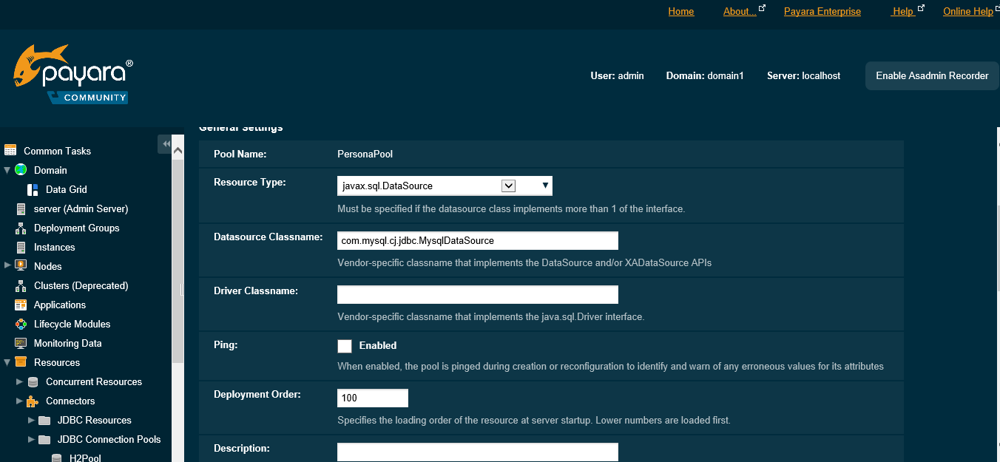 Home About... Payara Enterprise Help Online Help
payara®
COMMUNITY
User: admin Domain: domain1 Server: localhost Enable Asadmin Recorder
Common Tasks
Domain
Data Grid
server (Admin Server)
Deployment Groups
Instances
Nodes
Clusters (Deprecated)
Applications
Lifecycle Modules
Monitoring Data
Resources
Concurrent Resources
Connectors
JDBC Resources
JDBC Connection Pools
H2Pool
General Settings
Pool Name: PersonaPool
Resource Type: javax.sql.DataSource
Must be specified if the datasource class implements more than 1 of the interface.
Datasource Classname: com.mysql.cj.jdbc.MysqlDataSource
Vendor-specific classname that implements the DataSource and/or XADataSource APIs
Driver Classname:
Vendor-specific classname that implements the java.sql.Driver interface.
Ping: Enabled
When enabled, the pool is pinged during creation or reconfiguration to identify and warn of any erroneous values for its attributes
Deployment Order: 100
Specifies the loading order of the resource at server startup. Lower numbers are loaded first.
Description: